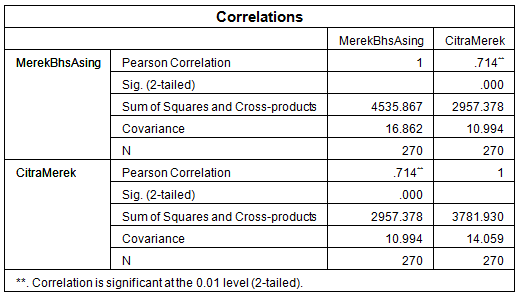 Correlations
MerekBhsAsing CitraMerek
MerekBhsAsing Pearson Correlation 1 .714**
Sig. (2-tailed) .000
Sum of Squares and Cross-products 4535.867 2957.378
Covariance 16.862 10.994
N 270 270
CitraMerek Pearson Correlation .714** 1
Sig. (2-tailed) .000
Sum of Squares and Cross-products 2957.378 3781.930
Covariance 10.994 14.059
N 270 270
**. Correlation is significant at the 0.01 level (2-tailed).